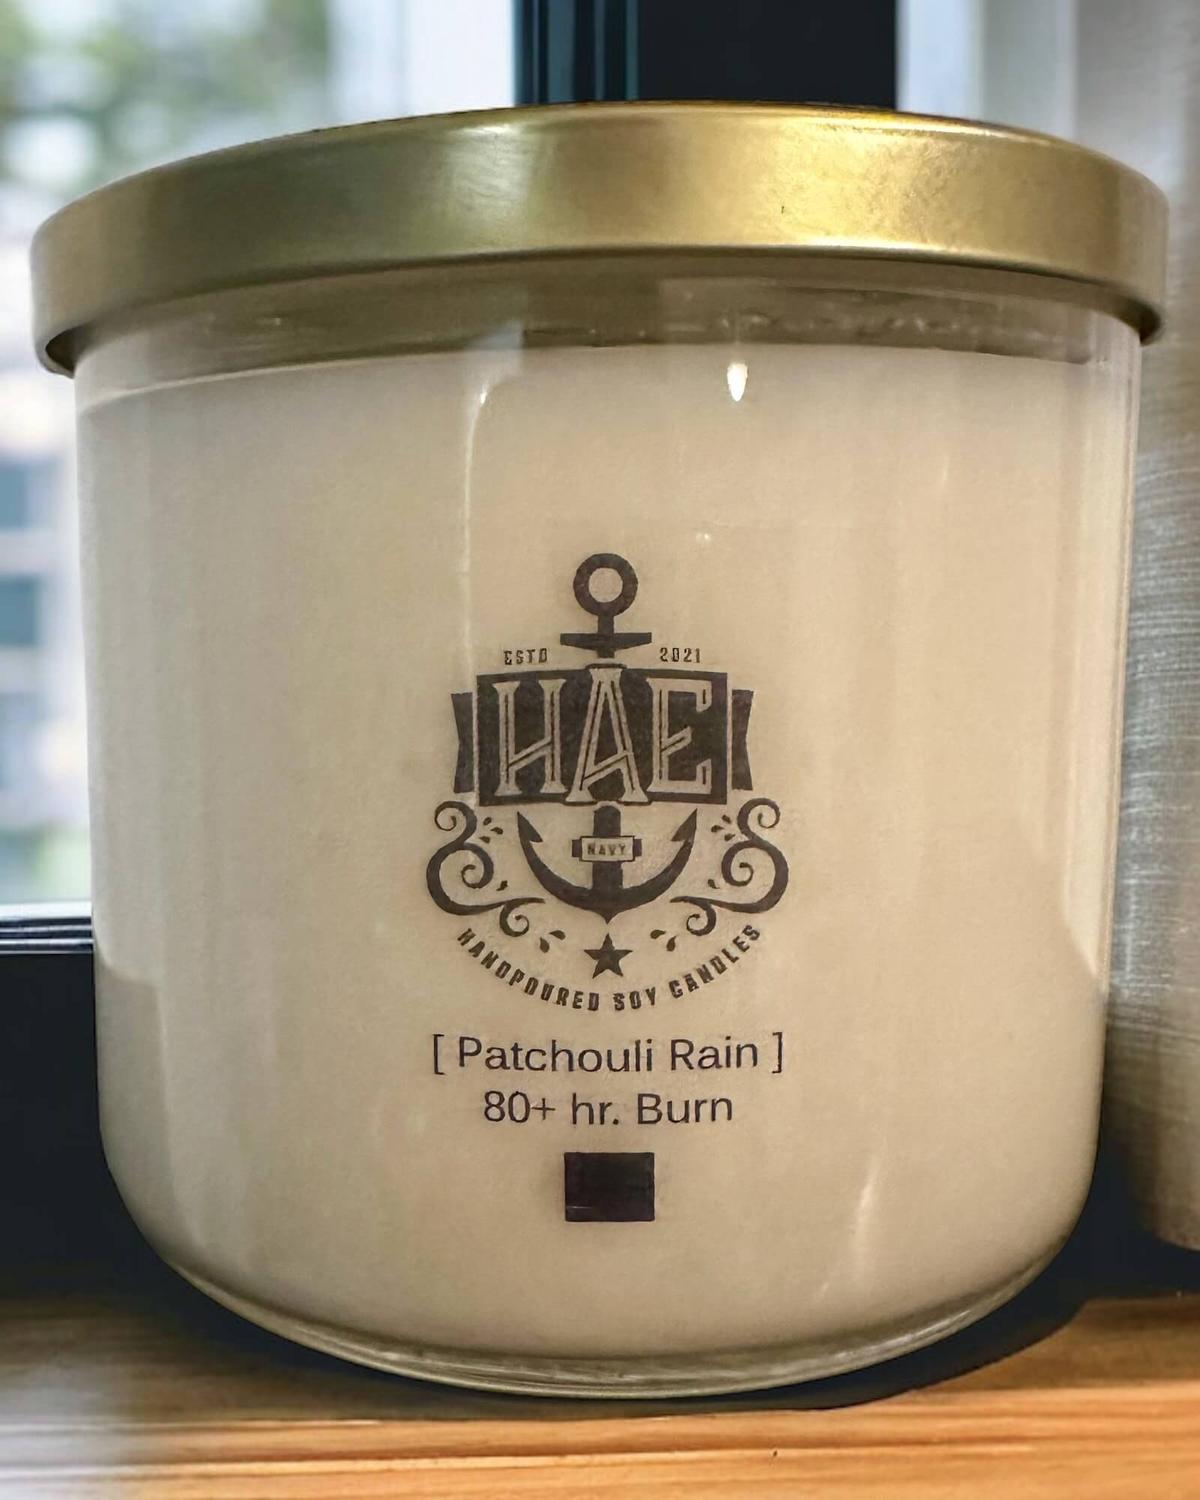 ESTD 2021
HAE
NAVY
HANDPOURED SOY CANDLES
[ Patchouli Rain ]
80+ hr. Burn